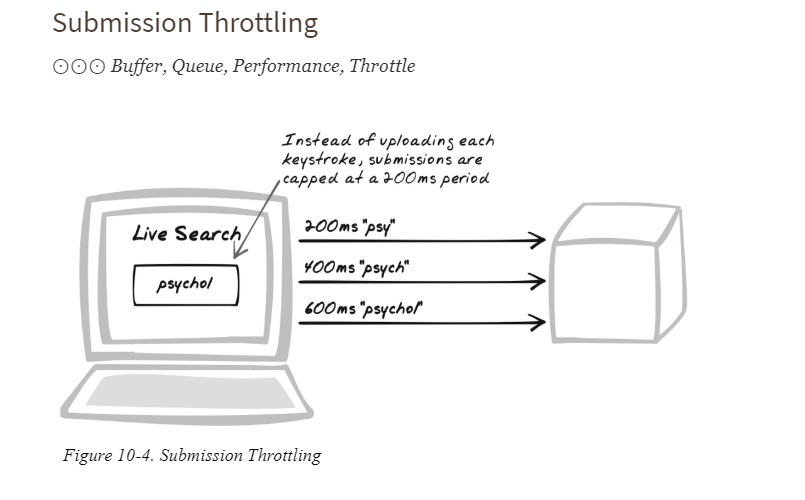 Submission Throttling
⊙⊙⊙ Buffer, Queue, Performance, Throttle
Instead of uploading each
keystroke, submissions are
capped at a 200ms period
Live Search
psychol
200ms "psy"
400ms "psych"
600ms "psychol"
Figure 10-4. Submission Throttling